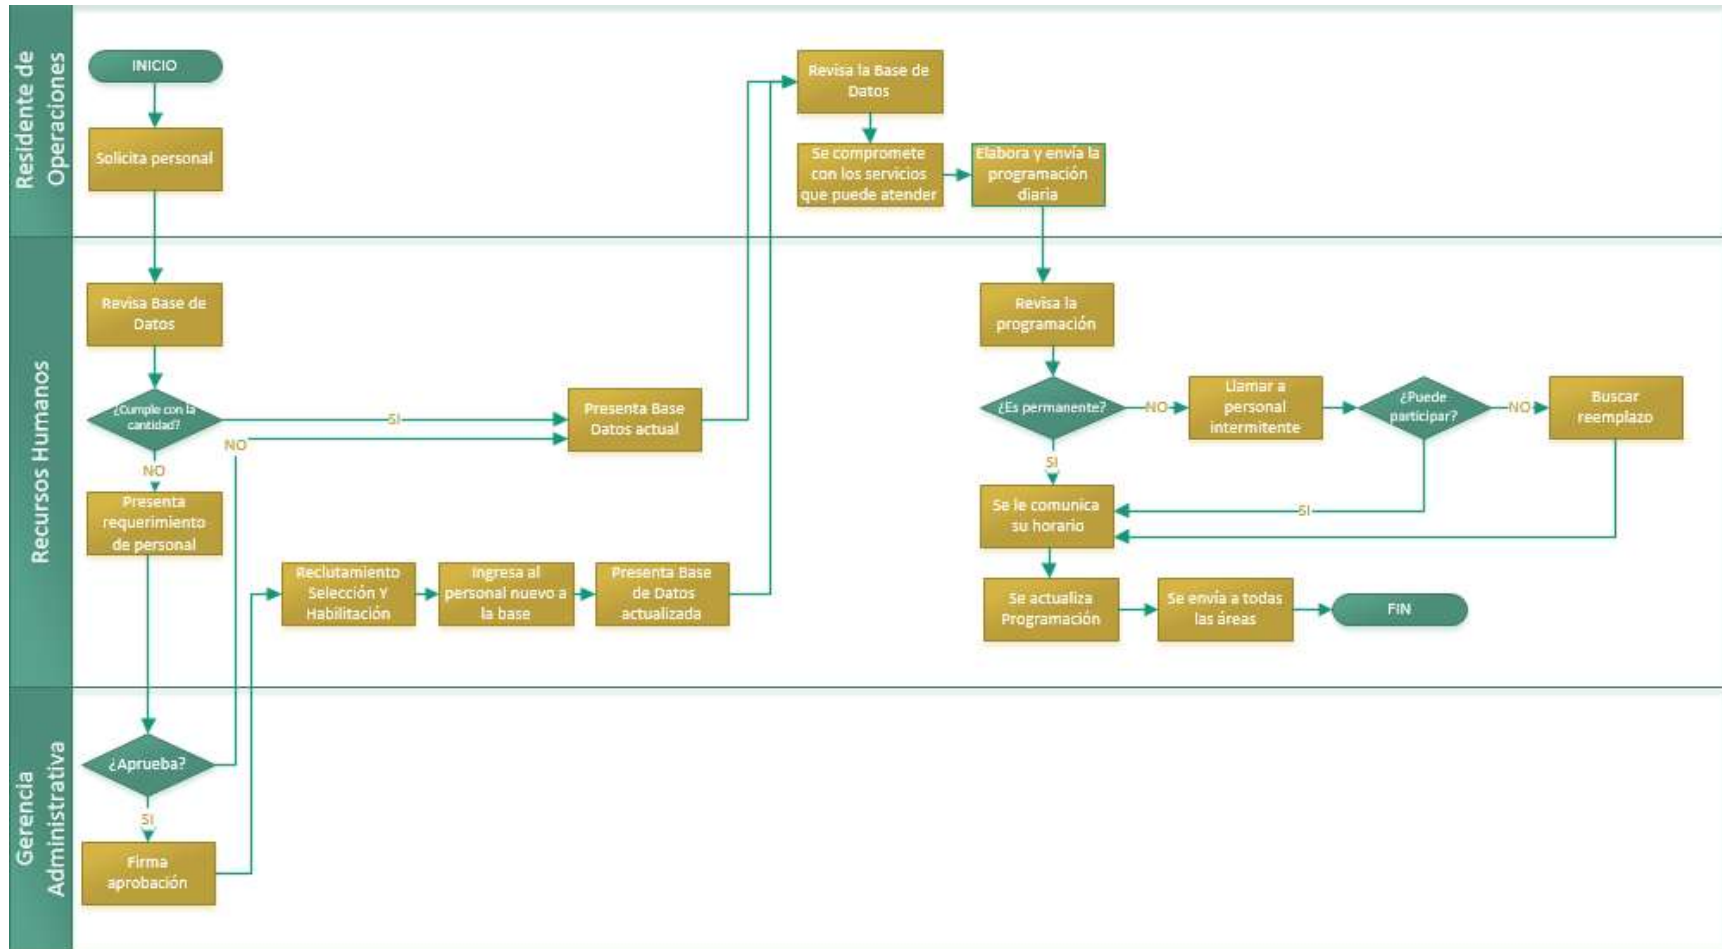 Residente de
Operaciones
INICIO
Solicita personal
Revisa la Base de
Datos
Se compromete
con los servicios
que puede atender
Elabora y envía la
programación
diaria
Recursos Humanos
Revisa Base de
Datos
¿Cumple con la
cantidad?
SI
NO
NO
Presenta
requerimiento
de personal
Presenta Base
Datos actual
Reclutamiento
Selección Y
Habilitación
Ingresa al
personal nuevo a
la base
Presenta Base
de Datos
actualizada
Revisa la
programación
¿Es permanente?
NO
Llamar a
personal
intermitente
¿Puede
participar?
NO
Buscar
reemplazo
SI
Se le comunica
su horario
SI
Se actualiza
Programación
Se envía a todas
las áreas
FIN
Gerencia
Administrativa
¿Aprueba?
SI
Firma
aprobación